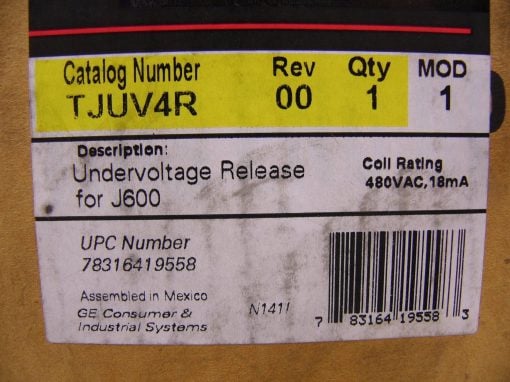 Catalog Number Rev Qty MOD
TJUV4R 00 1 1
Description:
Undervoltage Release
for J600
Coil Rating
480VAC,18mA
UPC Number
78316419558
Assembled in Mexico
GE Consumer &
Industrial Systems
N1411
7 83164 19558 3